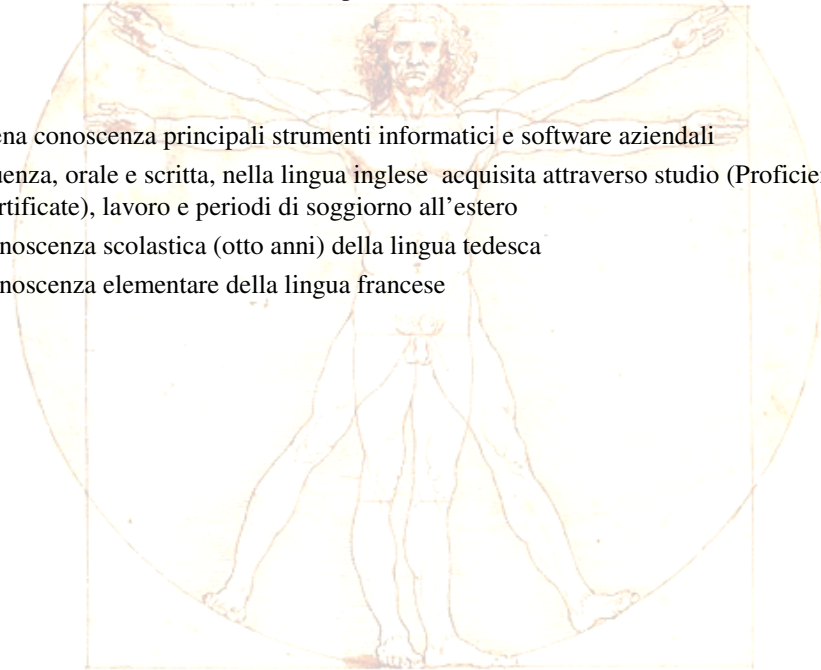 ena conoscenza principali strumenti informatici e software aziendali
uenza, orale e scritta, nella lingua inglese  acquisita attraverso studio (Proficie
rtificate), lavoro e periodi di soggiorno all’estero
noscenza scolastica (otto anni) della lingua tedesca
noscenza elementare della lingua francese